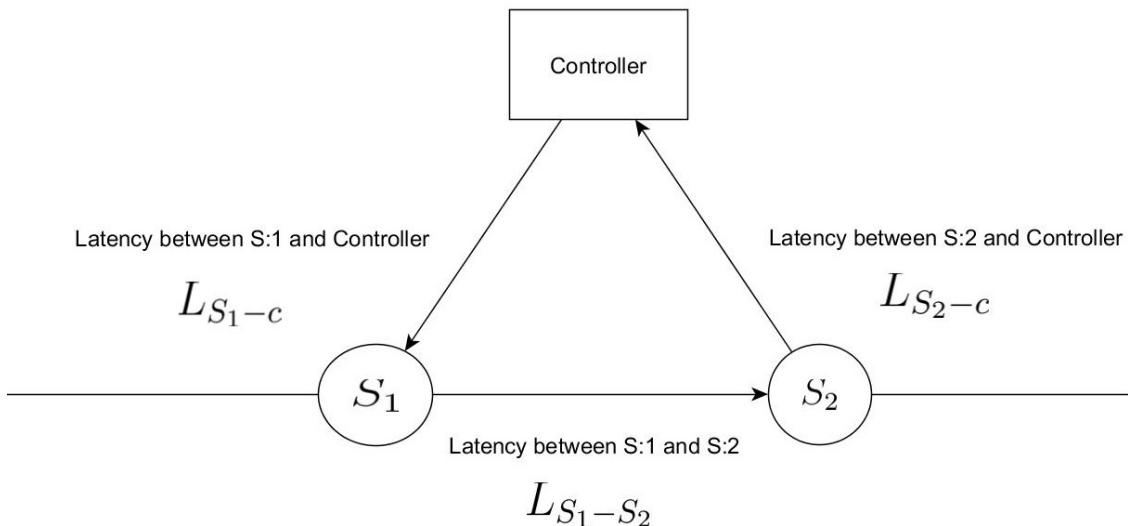 Controller
Latency between S:1 and Controller
Latency between S:2 and Controller
L_{S_1-c}
L_{S_2-c}
S_1
S_2
Latency between S:1 and S:2
L_{S_1-S_2}